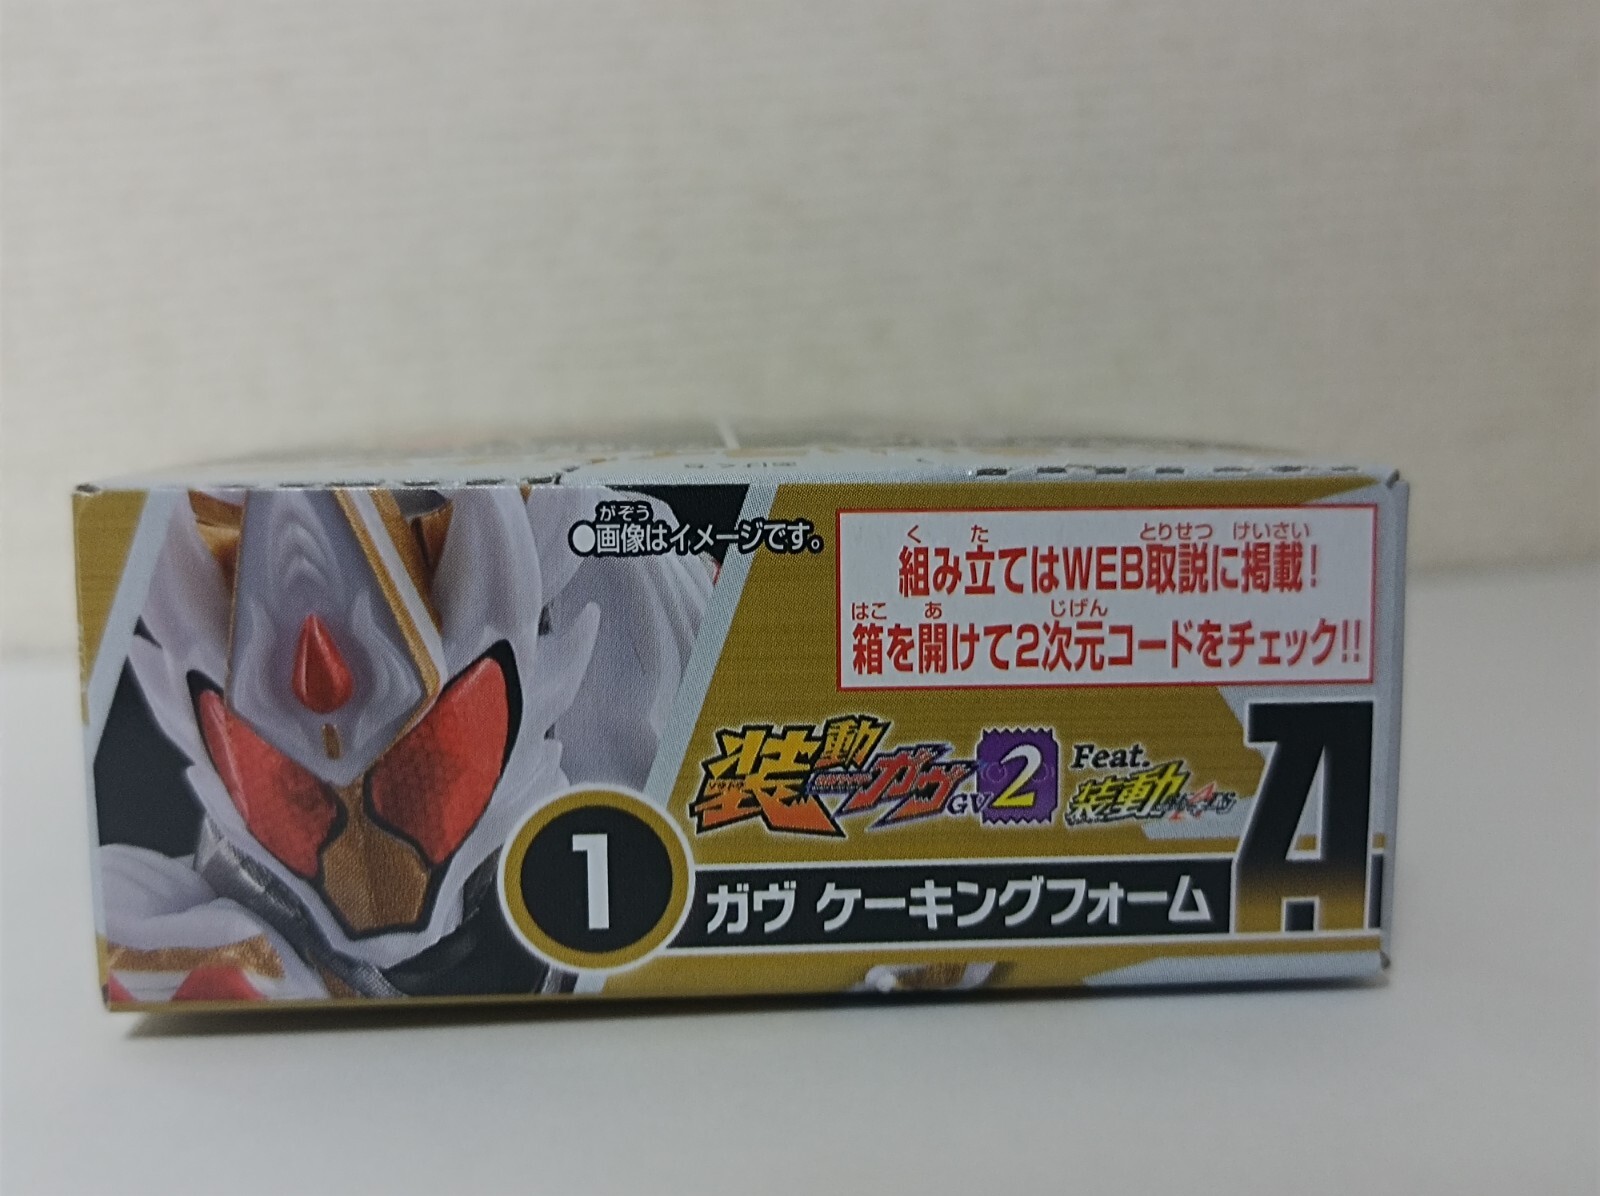 がぞう
●画像はイメージです。
く た とりせつ けいさい
組み立てはWEB取説に掲載!
はこ あ じげん
箱を開けて2次元コードをチェック!!
装動 ガヴ GV2 Feat. 装動
1 ガヴ ケーキングフォーム A